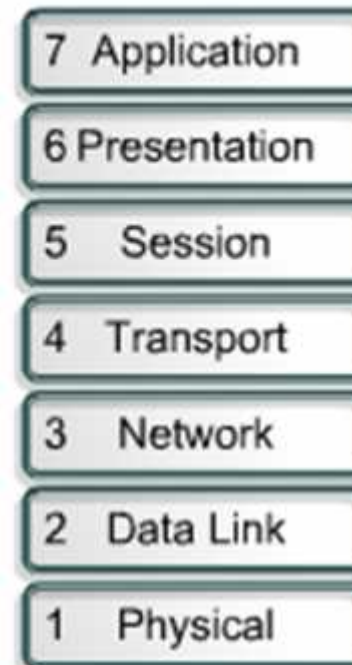 7 Application
6 Presentation
5 Session
4 Transport
3 Network
2 Data Link
1 Physical